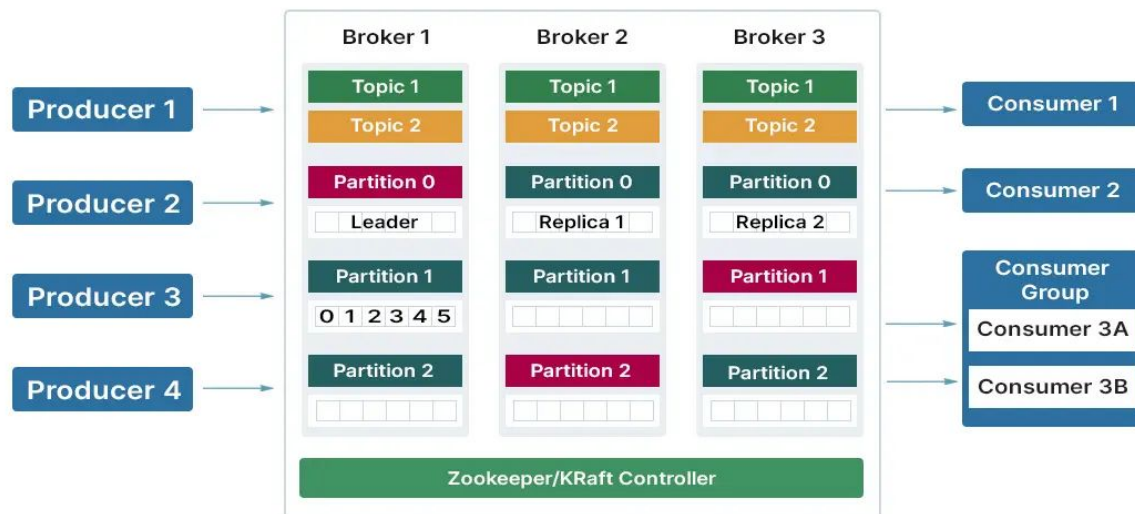 Broker 1
Broker 2
Broker 3
Producer 1
Producer 2
Producer 3
Producer 4
Topic 1
Topic 1
Topic 1
Topic 2
Topic 2
Topic 2
Partition 0
Partition 0
Partition 0
Leader
Replica 1
Replica 2
Partition 1
Partition 1
Partition 1
0 1 2 3 4 5
Partition 2
Partition 2
Partition 2
Zookeeper/KRaft Controller
Consumer 1
Consumer 2
Consumer
Group
Consumer 3A
Consumer 3B